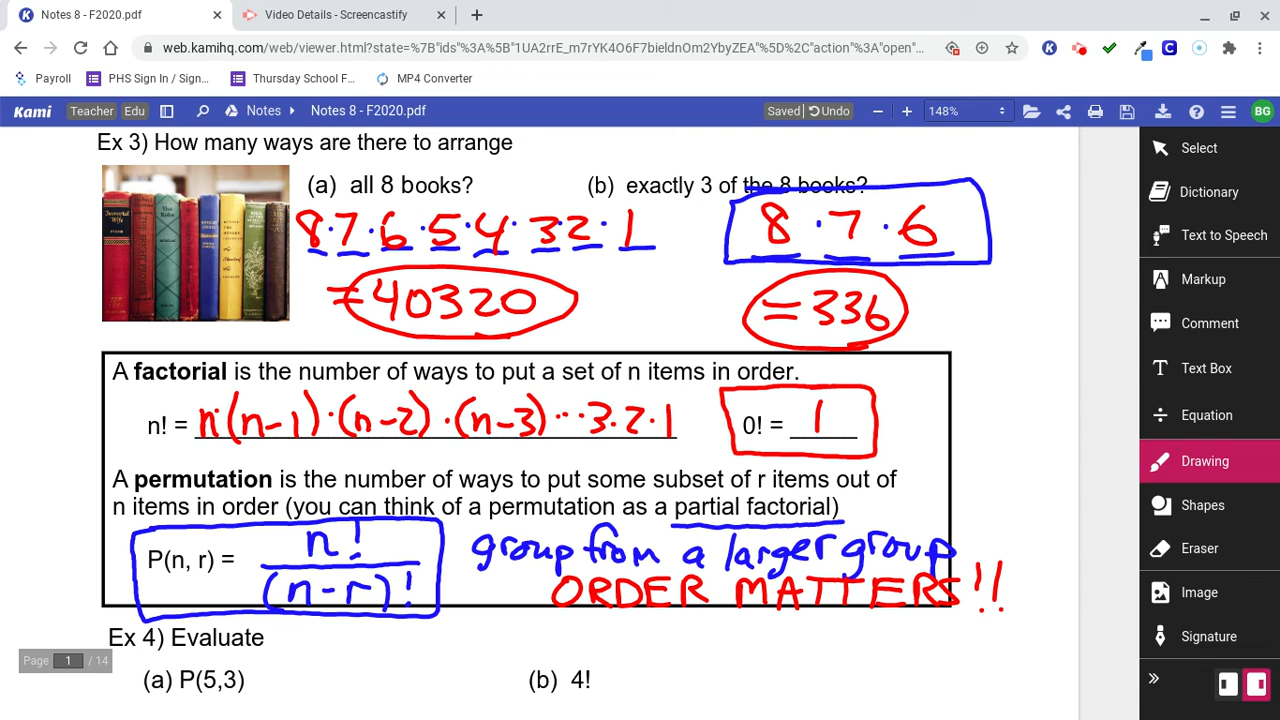 Notes 8 - F2020.pdf
Video Details - Screencastify
web.kamihq.com/web/viewer.html?state=%7B"ids"%3A%5B"1UA2rrE_m7rYK4O6F7bieldnOm2YbyZEA"%5D%2C"action"%3A"open"...
Payroll
PHS Sign In / Sign...
Thursday School F...
MP4 Converter
Kami
Teacher
Edu
Notes
Notes 8 - F2020.pdf
Saved
Undo
148%
BG
Ex 3) How many ways are there to arrange
(a) all 8 books?
(b) exactly 3 of the 8 books?
8·7·6·5·4·3·2·1
8·7·6
=40320
=336
A factorial is the number of ways to put a set of n items in order.
n! = n·(n-1)·(n-2)·(n-3)···3·2·1
0! = 1
A permutation is the number of ways to put some subset of r items out of
n items in order (you can think of a permutation as a partial factorial)
P(n, r) = n!
(n-r)!
group from a larger group
ORDER MATTERS!!
Ex 4) Evaluate
(a) P(5,3)
(b) 4!
Page 1 / 14
Select
Dictionary
Text to Speech
Markup
Comment
Text Box
Equation
Drawing
Shapes
Eraser
Image
Signature